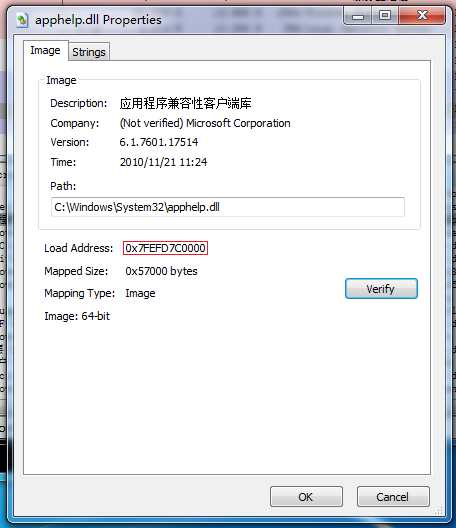 apphelp.dll Properties
Image Strings
Image
Description: 应用程序兼容性客户端库
Company: (Not verified) Microsoft Corporation
Version: 6.1.7601.17514
Time: 2010/11/21 11:24
Path:
C:\Windows\System32\apphelp.dll
Load Address: 0x7FEFD7C0000
Mapped Size: 0x57000 bytes
Mapping Type: Image
Verify
Image: 64-bit
OK Cancel